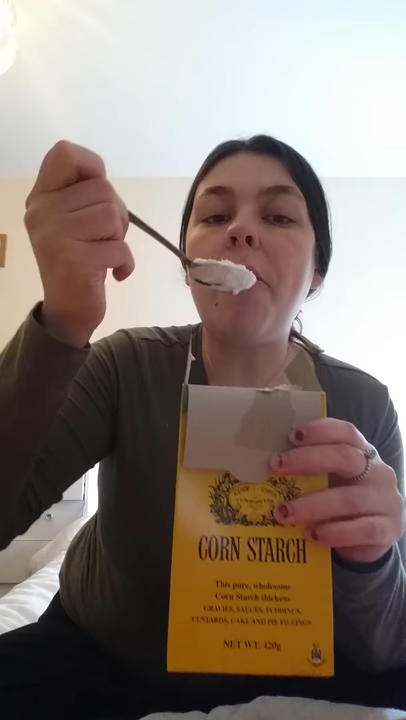 CORN STARCH
This pure, wholesome
Corn Starch thickens
GRAVIES, SAUCES, PUDDINGS,
CUSTARDS, CAKE AND PIE FILLINGS
NET WT. 420g